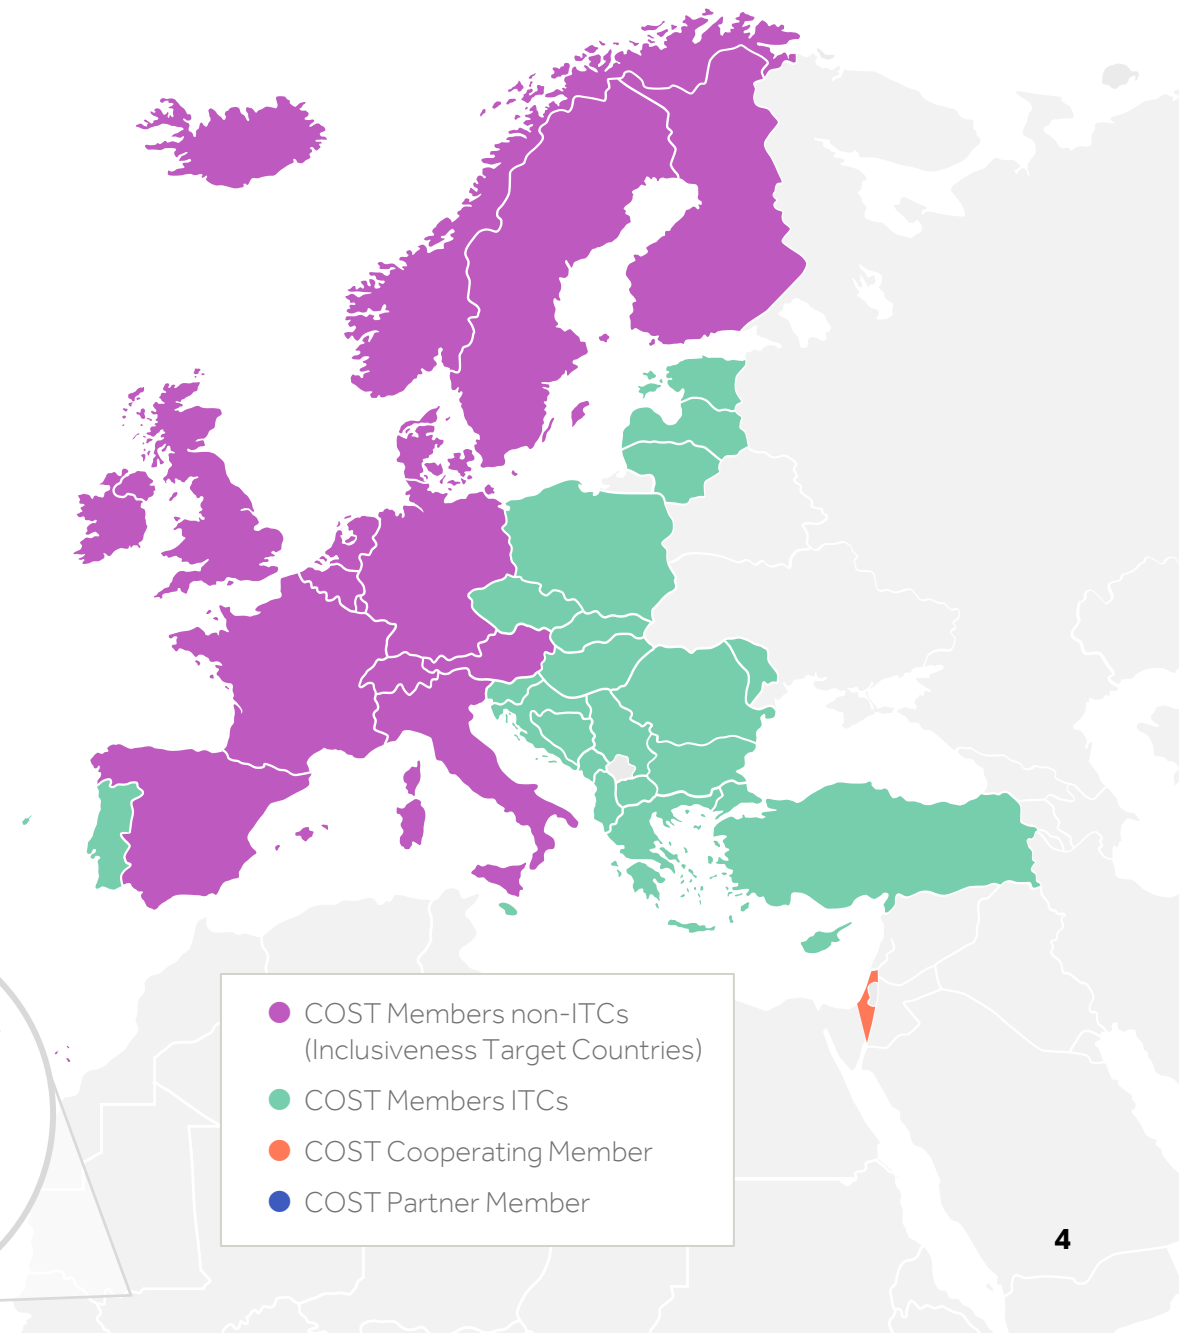 COST Members non-ITCs
(Inclusiveness Target Countries)
COST Members ITCs
COST Cooperating Member
COST Partner Member
4